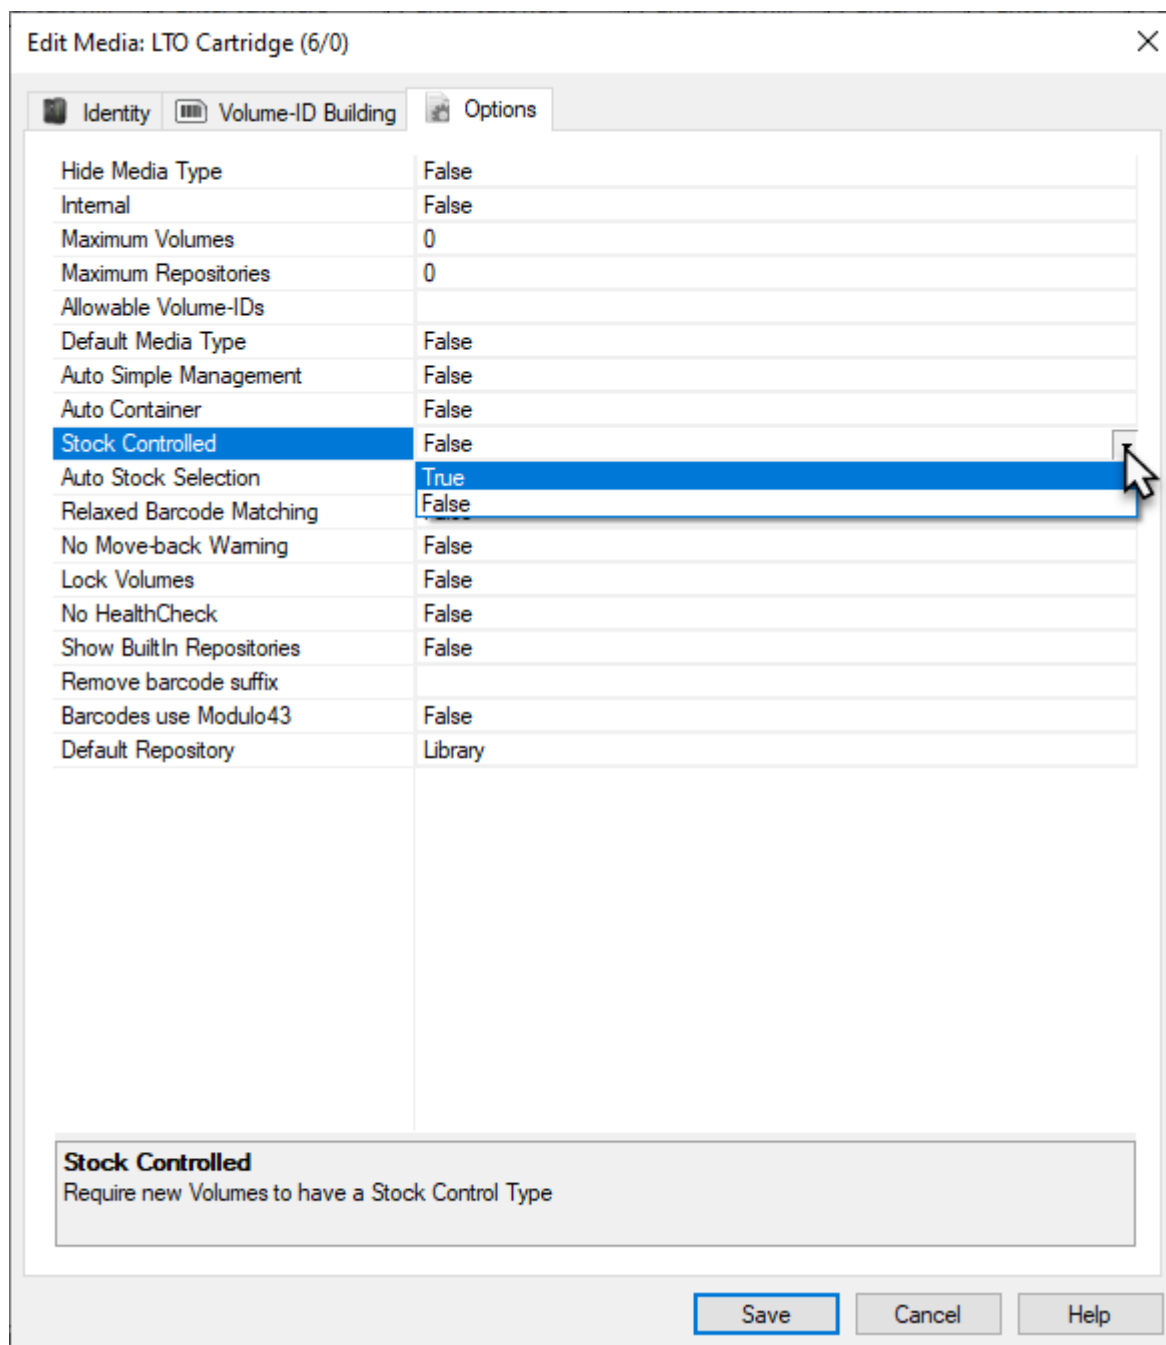 Edit Media: LTO Cartridge (6/0)
Identity Volume-ID Building Options
Hide Media Type False
Internal False
Maximum Volumes 0
Maximum Repositories 0
Allowable Volume-IDs
Default Media Type False
Auto Simple Management False
Auto Container False
Stock Controlled False
Auto Stock Selection True
Relaxed Barcode Matching False
No Move-back Warning False
Lock Volumes False
No HealthCheck False
Show BuiltIn Repositories False
Remove barcode suffix
Barcodes use Modulo43 False
Default Repository Library
Stock Controlled
Require new Volumes to have a Stock Control Type
Save Cancel Help